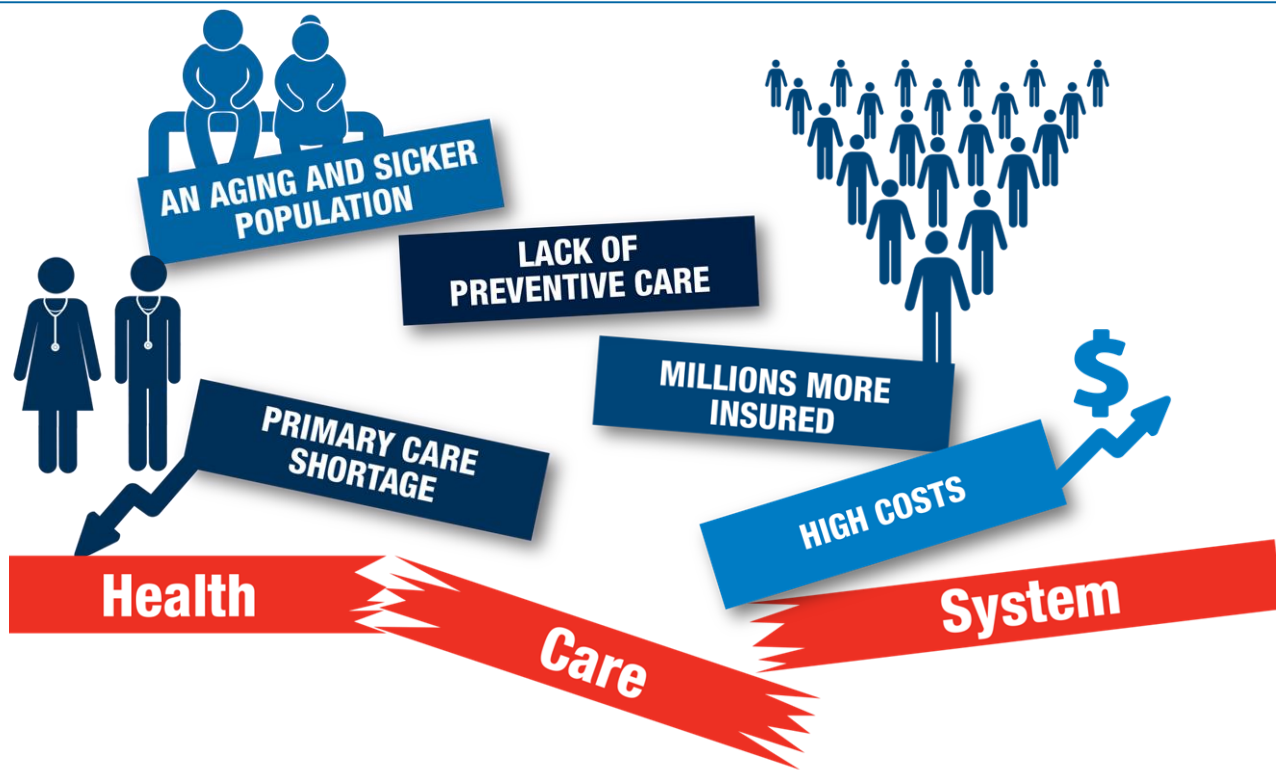 AN AGING AND SICKER
POPULATION
LACK OF
PREVENTIVE CARE
MILLIONS MORE
INSURED
$
PRIMARY CARE
SHORTAGE
HIGH COSTS
Health
Care
System